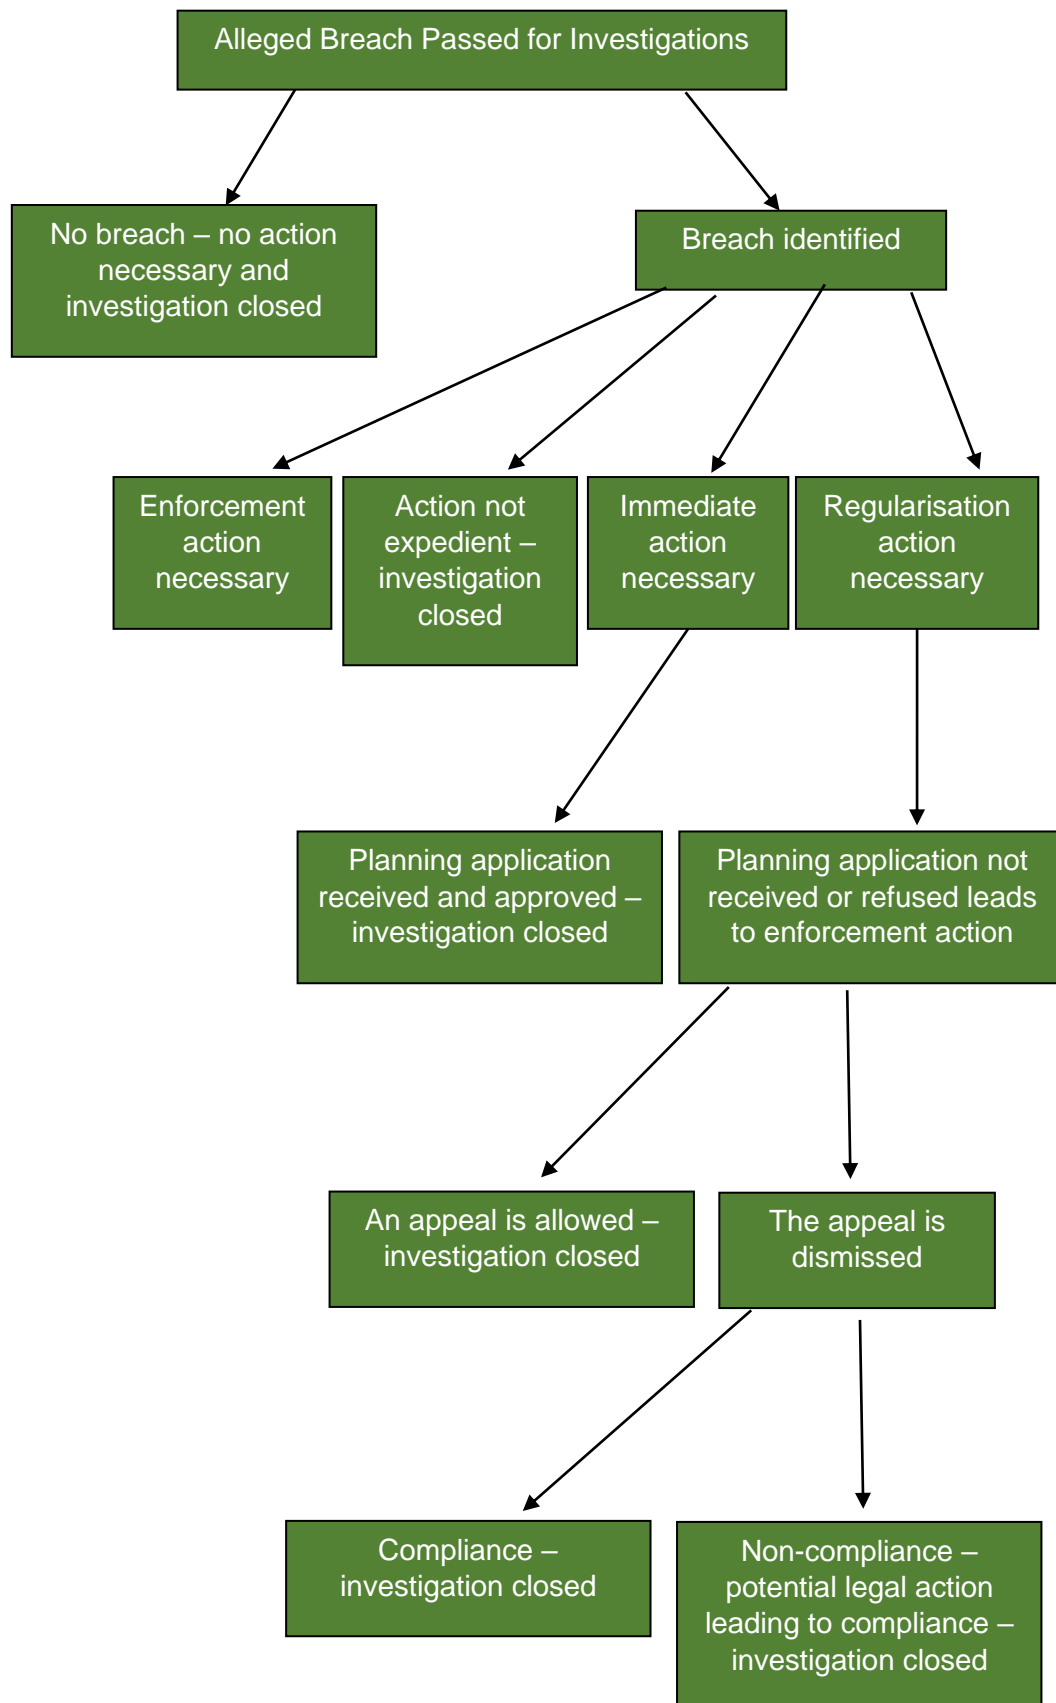 Alleged Breach Passed for Investigations
No breach – no action
necessary and
investigation closed
Breach identified
Enforcement
action
necessary
Action not
expedient –
investigation
closed
Immediate
action
necessary
Regularisation
action
necessary
Planning application
received and approved –
investigation closed
Planning application not
received or refused leads
to enforcement action
An appeal is allowed –
investigation closed
The appeal is
dismissed
Compliance –
investigation closed
Non-compliance –
potential legal action
leading to compliance –
investigation closed